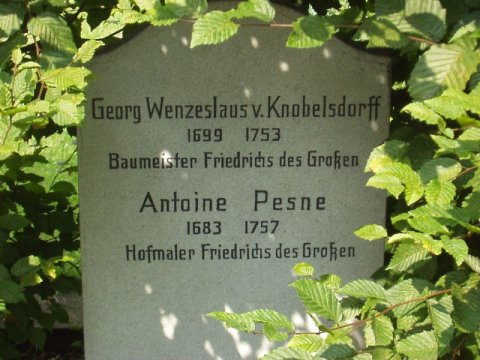 Georg Wenzeslaus v. Knobelsdorff
1699 1753
Baumeister Friedrichs des Großen
Antoine Pesne
1683 1757
Hofmaler Friedrichs des Großen